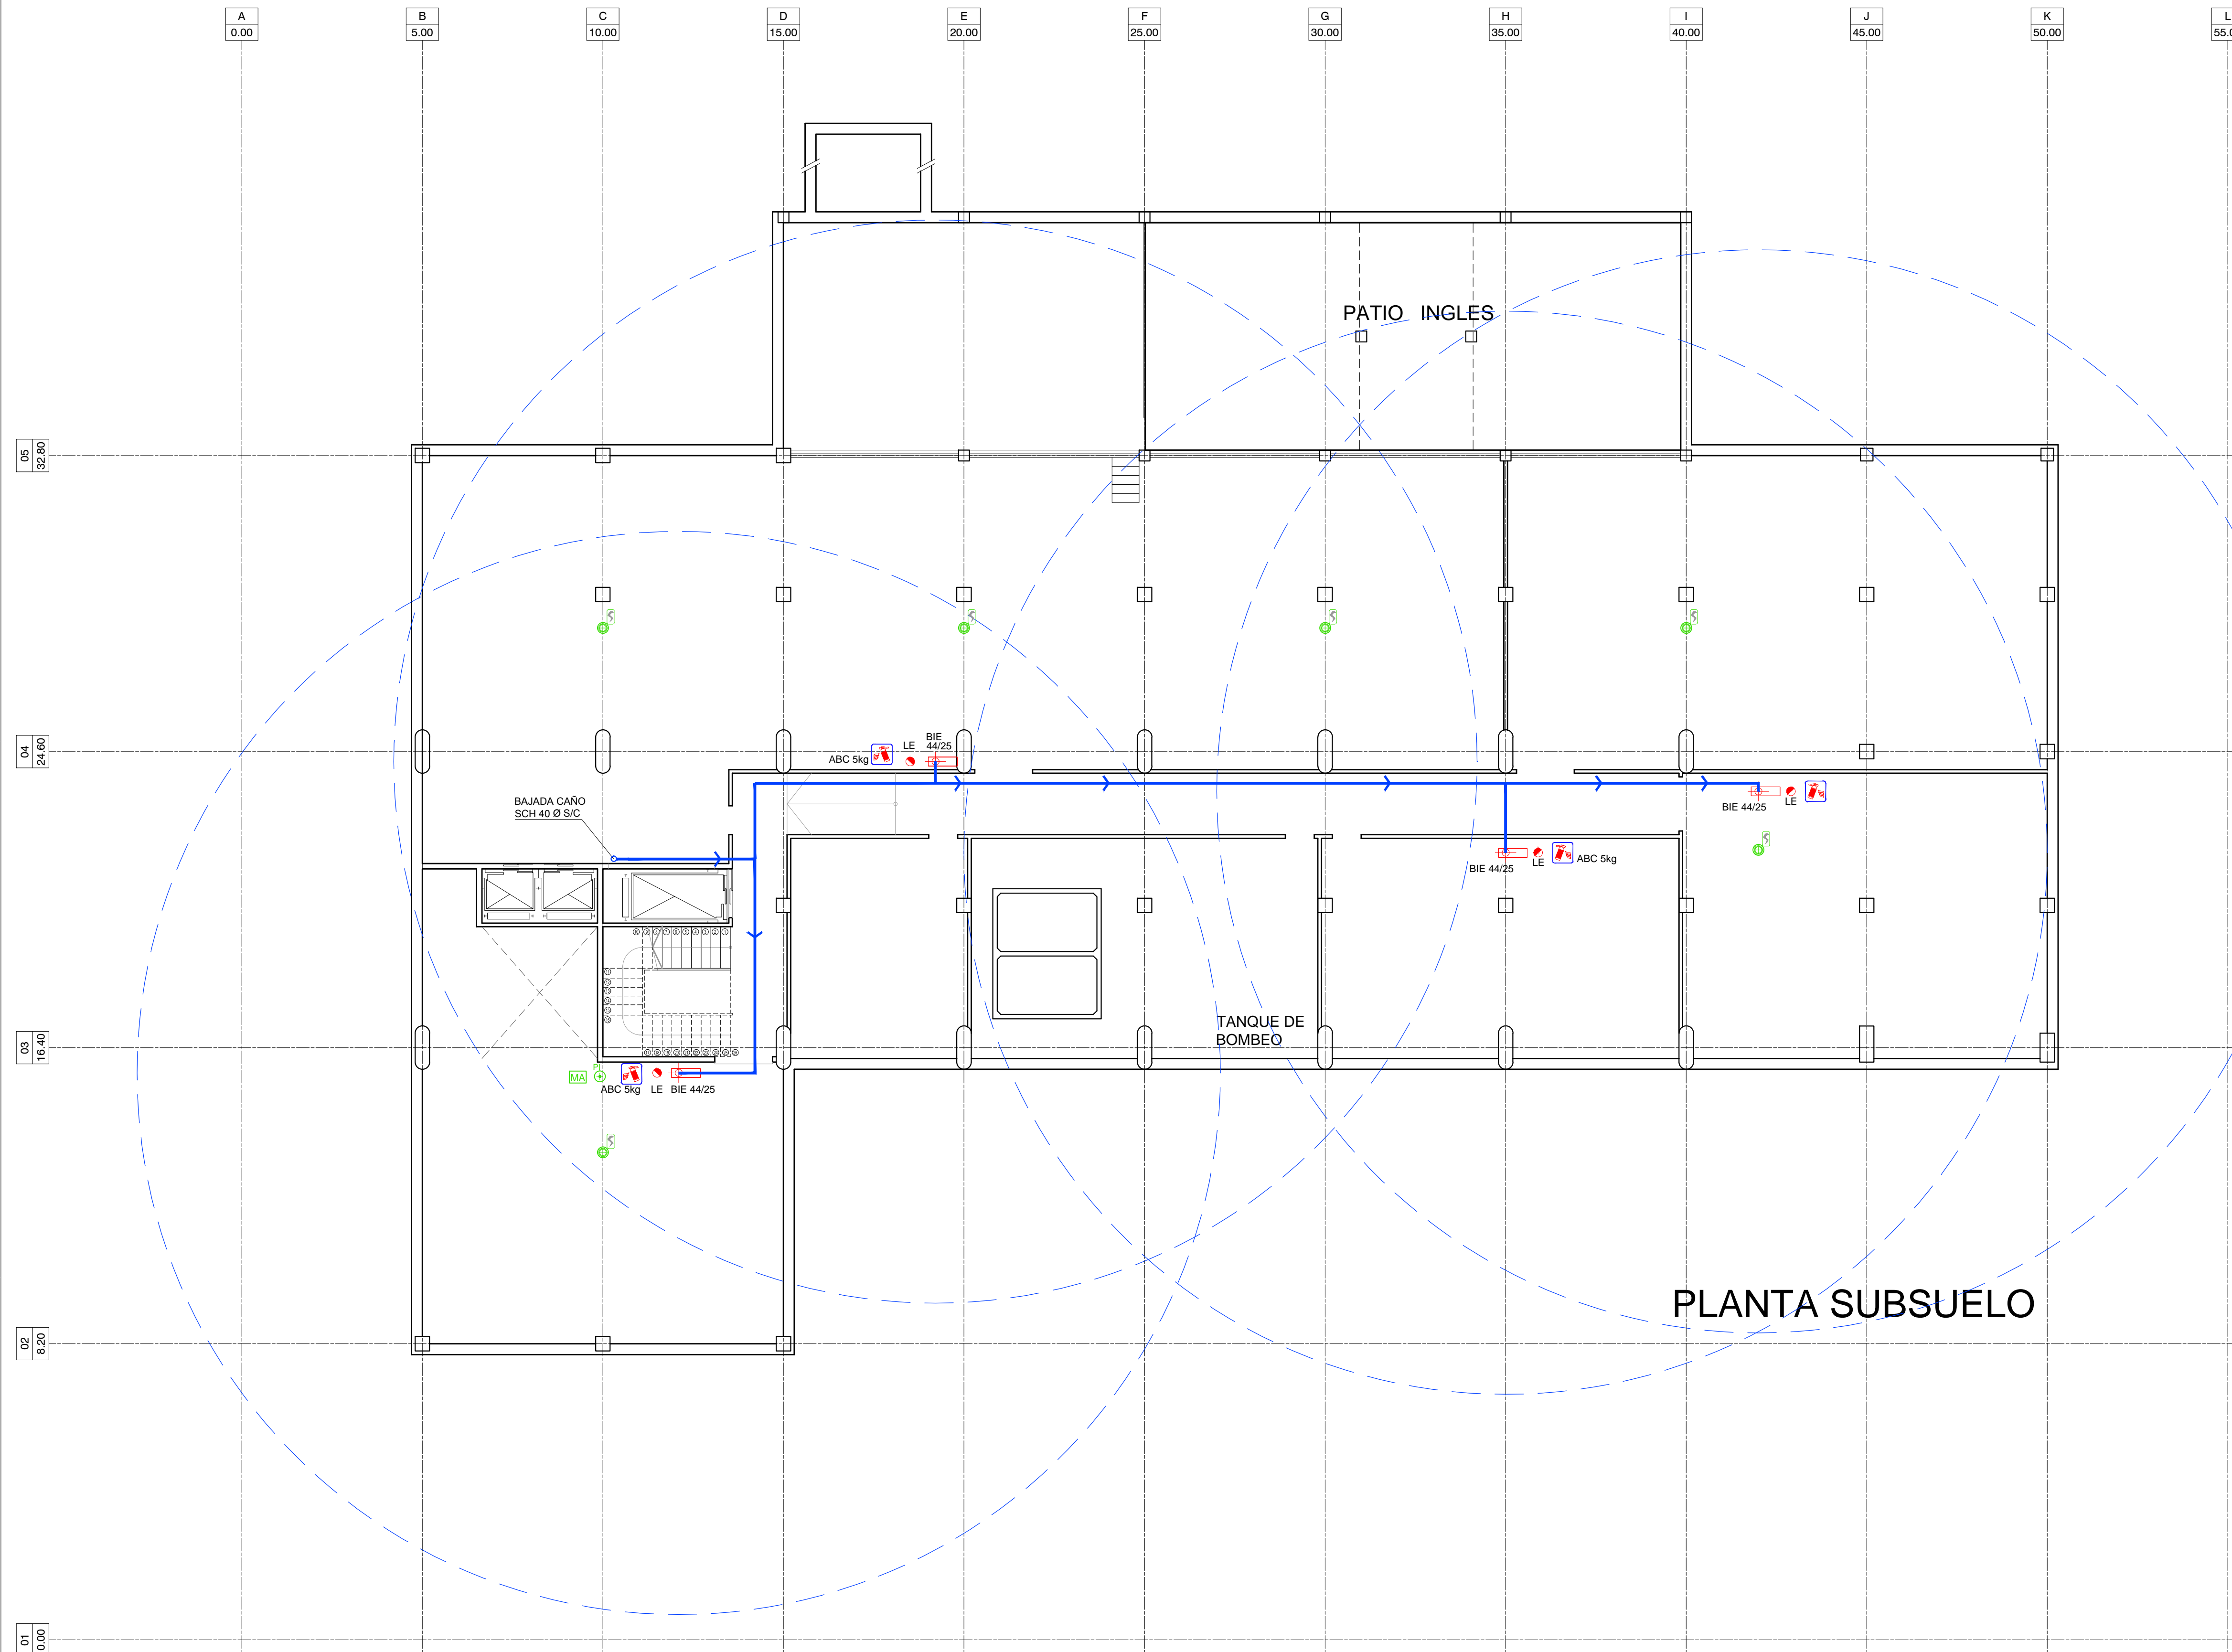 A
0.00
B
5.00
C
10.00
D
15.00
E
20.00
F
25.00
G
30.00
H
35.00
I
40.00
J
45.00
K
50.00
L
PATIO INGLES
05
32.80
04
24.60
BIE
44/25
LE
ABC 5kg
BAJADA CAÑO
SCH 40 Ø S/C
BIE 44/25
LE
BIE 44/25
LE
ABC 5kg
03
16.40
TANQUE DE
BOMBEO
MA
P
ABC 5kg
LE
BIE 44/25
PLANTA SUBSUELO
02
8.20
01
0.00